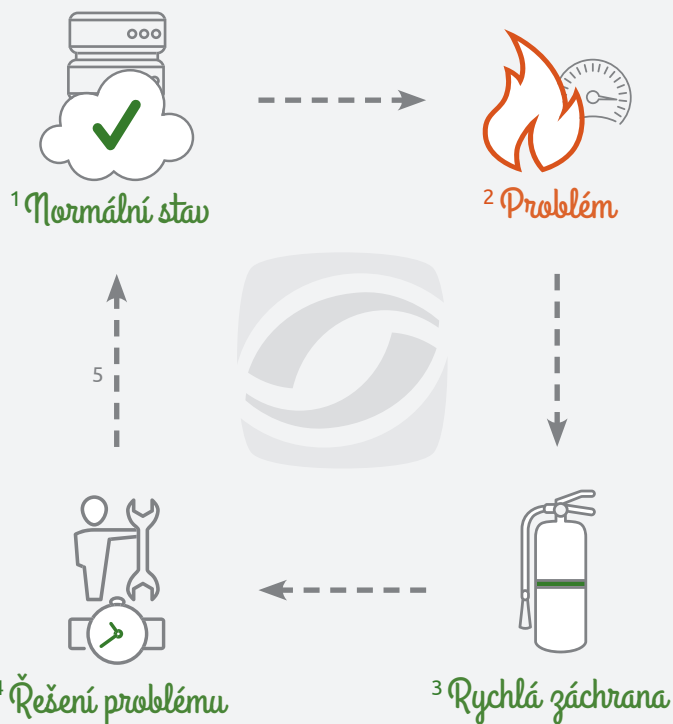 1 Normální stav
2 Problém
5
4 Řešení problému
3 Rychlá záchrana